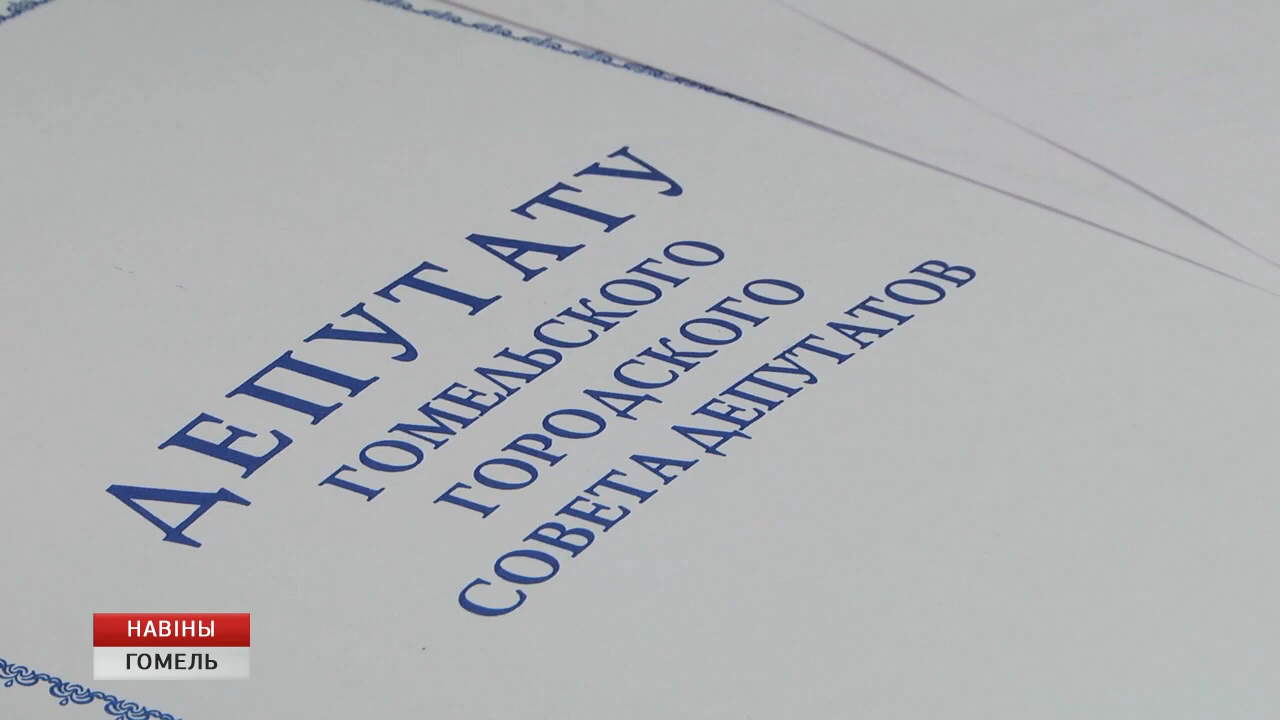 ДЕПУТАТУ
ГОМЕЛЬСКОГО
ГОРОДСКОГО
СОВЕТА ДЕПУТАТОВ
НАВІНЫ
ГОМЕЛЬ